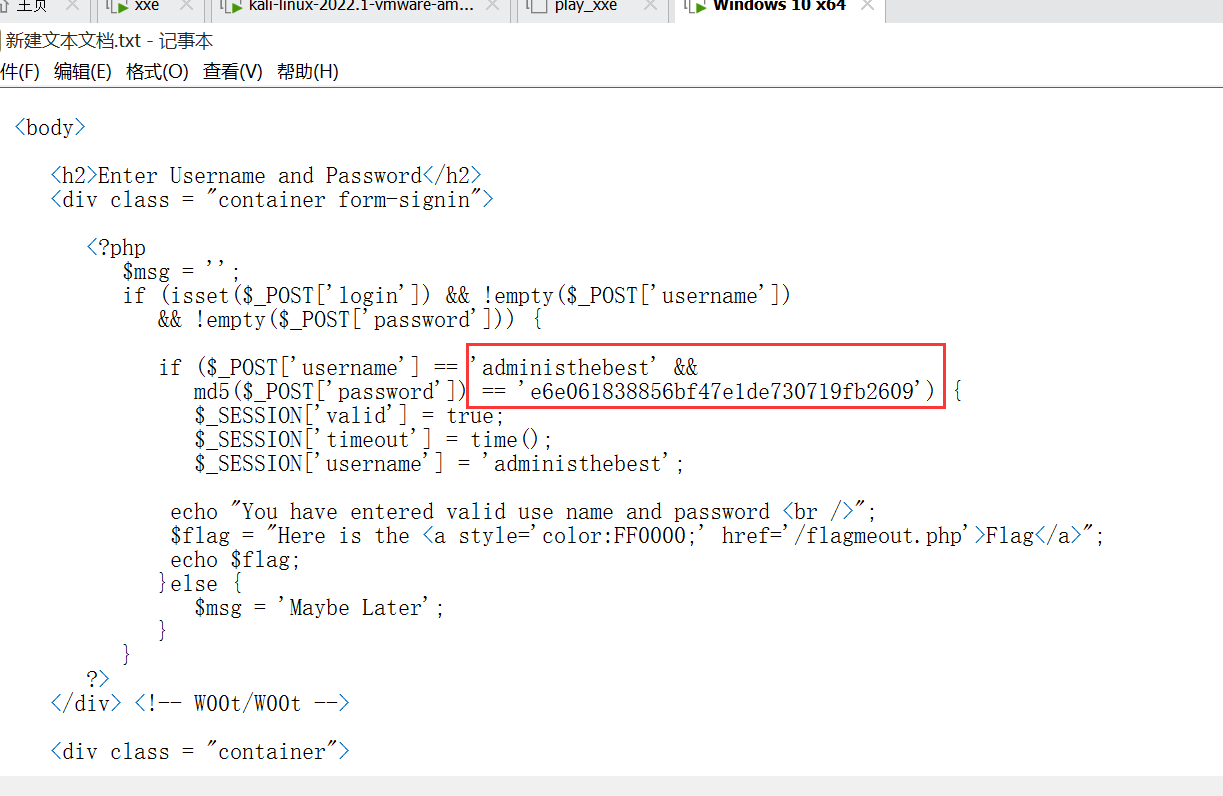 主页 xxe kali-linux-2022.1-vmware-am... play_xxe Windows 10 x64
新建文本文档.txt - 记事本
件(F) 编辑(E) 格式(O) 查看(V) 帮助(H)
<body>
<h2>Enter Username and Password</h2>
<div class = "container form-signin">
<?php
$msg = '';
if (isset($_POST['login']) && !empty($_POST['username'])
&& !empty($_POST['password'])) {
if ($_POST['username'] == 'administhebest' &&
md5($_POST['password']) == 'e6e061838856bf47e1de730719fb2609') {
$_SESSION['valid'] = true;
$_SESSION['timeout'] = time();
$_SESSION['username'] = 'administhebest';
echo "You have entered valid use name and password <br />";
$flag = "Here is the <a style='color:FF0000;' href='/flagmeout.php'>Flag</a>";
echo $flag;
}else {
$msg = 'Maybe Later';
}
}
?>
</div> <!-- W00t/W00t -->
<div class = "container">